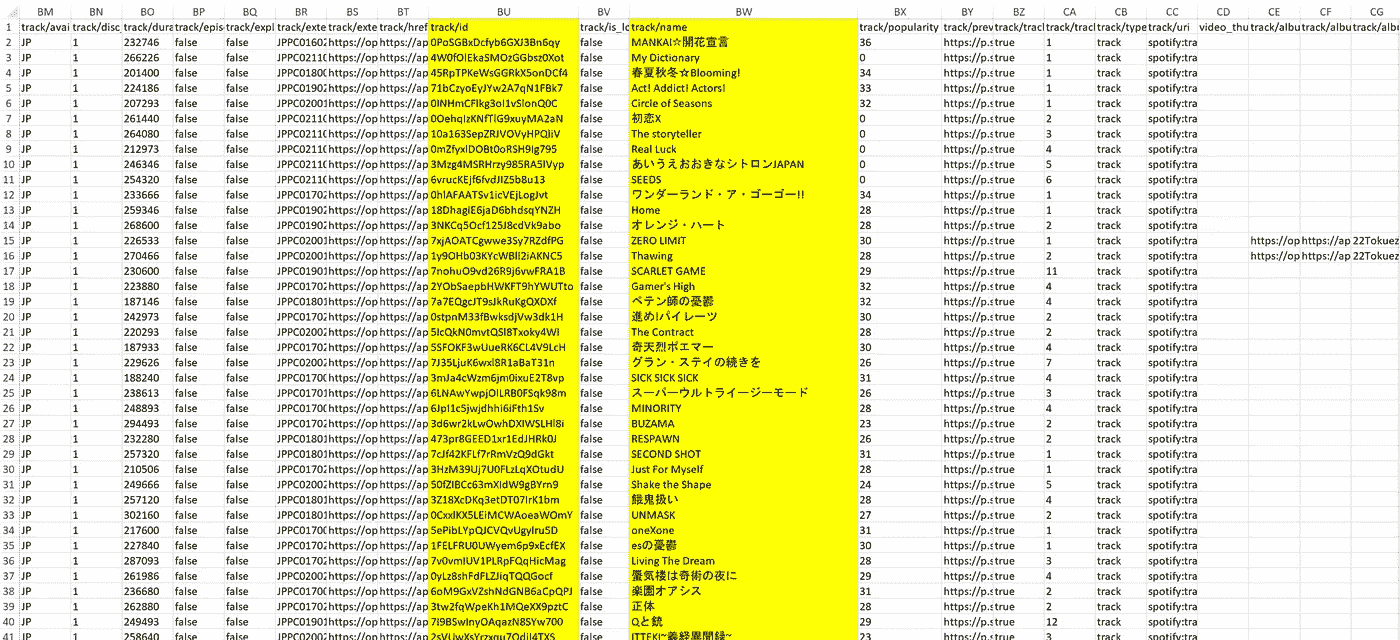 BM BN BO BP BQ BR BS BT BU BV BW BX BY BZ CA CB CC CD CE CF CG
1 track/avai track/disc_ track/dura track/epis track/expl track/exte track/exte track/href track/id track/is_lo track/name track/popularity track/prev track/tracl track/tracl track/type track/uri video_thu track/albu track/albu track/albu
2 JP 1 232746 false false JPPC0160 https://op https://ap 0PoSGBxDcfyb6GXJ3Bn6qy false MANKAI☆開花宣言 36 https://p.s true 1 track spotify:tra
3 JP 1 266226 false false JPPC0211 https://op https://ap 4W0fOlEkaSMOzGGbsz0Xot false My Dictionary 0 https://p.s true 1 track spotify:tra
4 JP 1 201400 false false JPPC0180 https://op https://ap 45RpTPKeWsGGRkX5onDCf4 false 春夏秋冬☆Blooming! 34 https://p.s true 1 track spotify:tra
5 JP 1 224186 false false JPPC0190 https://op https://ap 71bCzyoEyJYw2A7qN1FBk7 false Act! Addict! Actors! 33 https://p.s true 1 track spotify:tra
6 JP 1 207293 false false JPPC0200 https://op https://ap 0INHmCFlkg3oI1vSlonQ0C false Circle of Seasons 32 https://p.s true 1 track spotify:tra
7 JP 1 261440 false false JPPC0211 https://op https://ap 0OehqIzKNfTlG9xuyMA2aN false 初恋X 0 https://p.s true 2 track spotify:tra
8 JP 1 264080 false false JPPC0211 https://op https://ap 10a163SepZRJVOVyHPQliV false The storyteller 0 https://p.s true 3 track spotify:tra
9 JP 1 212973 false false JPPC0211 https://op https://ap 0mZfyxlDOBt0oRSH9Ig795 false Real Luck 0 https://p.s true 4 track spotify:tra
10 JP 1 246346 false false JPPC0211 https://op https://ap 3Mzg4MSRHrzy985RA5IVyp false あいうえおおきなシトロンJAPAN 0 https://p.s true 5 track spotify:tra
11 JP 1 254320 false false JPPC0211 https://op https://ap 6vrucKEjf6fvdJIZ5b8u13 false SEEDS 0 https://p.s true 6 track spotify:tra
12 JP 1 233666 false false JPPC0170 https://op https://ap 0hlAFAATSv1icVEjLogJvt false ワンダーランド・ア・ゴーゴー!! 34 https://p.s true 1 track spotify:tra
13 JP 1 259346 false false JPPC0190 https://op https://ap 18DhagiE6jaD6bhdsqYNZH false Home 28 https://p.s true 1 track spotify:tra
14 JP 1 268600 false false JPPC0190 https://op https://ap 3NKCq5Ocf125J8cdVk9abo false オレンジ・ハート 28 https://p.s true 2 track spotify:tra
15 JP 1 226533 false false JPPC0200 https://op https://ap 7xjAOATCgwwe3Sy7RZdfPG false ZERO LIMIT 30 https://p.s true 1 track spotify:tra https://op https://ap 22Tokuez
16 JP 1 270466 false false JPPC0200 https://op https://ap 1y9OHb03KYcWBlI2iAKNC5 false Thawing 28 https://p.s true 2 track spotify:tra https://op https://ap 22Tokuez
17 JP 1 230600 false false JPPC0190 https://op https://ap 7nohuO9vd26R9j6vwFRA1B false SCARLET GAME 29 https://p.s true 11 track spotify:tra
18 JP 1 223880 false false JPPC0170 https://op https://ap 2YObSaepbHWKFT9hYWUTto false Gamer's High 32 https://p.s true 4 track spotify:tra
19 JP 1 187146 false false JPPC0180 https://op https://ap 7a7EQgcJT9sJkRuKgQXDXf false ペテン師の憂鬱 32 https://p.s true 4 track spotify:tra
20 JP 1 242973 false false JPPC0170 https://op https://ap 0stpnM33fBwksdjVw3dk1H false 進め!パイレーツ 30 https://p.s true 2 track spotify:tra
21 JP 1 220293 false false JPPC0200 https://op https://ap 5IcQkN0mvtQSl8Txoky4WI false The Contract 28 https://p.s true 2 track spotify:tra
22 JP 1 187933 false false JPPC0170 https://op https://ap 5SFOKF3wUueRK6CL4V9LcH false 奇天烈ポエマー 30 https://p.s true 4 track spotify:tra
23 JP 1 229626 false false JPPC0200 https://op https://ap 7J35LjuK6wxl8R1aBaT31n false グラン・ステイの続きを 26 https://p.s true 7 track spotify:tra
24 JP 1 188240 false false JPPC0170 https://op https://ap 3mJa4cWzm6jm0ixuE2T8vp false SICK SICK SICK 31 https://p.s true 4 track spotify:tra
25 JP 1 238613 false false JPPC0170 https://op https://ap 6LNAwYwpjOlLRB0FSqk98m false スーパーウルトライージーモード 26 https://p.s true 3 track spotify:tra
26 JP 1 248893 false false JPPC0170 https://op https://ap 6JpI1c5jwjdhhi6iFth1Sv false MINORITY 28 https://p.s true 4 track spotify:tra
27 JP 1 294493 false false JPPC0170 https://op https://ap 3d6wr2kLwOwhDXIWSLHl8i false BUZAMA 23 https://p.s true 2 track spotify:tra
28 JP 1 232280 false false JPPC0180 https://op https://ap 473pr8GEED1xr1EdJHRk0J false RESPAWN 26 https://p.s true 2 track spotify:tra
29 JP 1 257320 false false JPPC0180 https://op https://ap 7cJf42KFLf7rRmVzQ9dGkt false SECOND SHOT 31 https://p.s true 1 track spotify:tra
30 JP 1 210506 false false JPPC0170 https://op https://ap 3HzM39Uj7U0FLzLqXOtudU false Just For Myself 28 https://p.s true 1 track spotify:tra
31 JP 1 249666 false false JPPC0170 https://op https://ap 50fZIBCc63mXIdW9gBYrn9 false Shake the Shape 24 https://p.s true 5 track spotify:tra
32 JP 1 257120 false false JPPC0180 https://op https://ap 3Z18XcDKq3etDT07lrK1bm false 餓鬼扱い 28 https://p.s true 4 track spotify:tra
33 JP 1 302160 false false JPPC0180 https://op https://ap 0CxxIKX5LEiMCWAoeaWOmY false UNMASK 27 https://p.s true 2 track spotify:tra
34 JP 1 217600 false false JPPC0170 https://op https://ap 5ePibLYpQJCVQvUgyIru5D false oneXone 31 https://p.s true 1 track spotify:tra
35 JP 1 227840 false false JPPC0170 https://op https://ap 1FELFRU0UWyem6p9xEcfEX false esの憂鬱 30 https://p.s true 1 track spotify:tra
36 JP 1 287093 false false JPPC0170 https://op https://ap 7v0vmIUV1PLRpFQqHicMag false Living The Dream 28 https://p.s true 3 track spotify:tra
37 JP 1 261986 false false JPPC0200 https://op https://ap 0yLz8shFdFLZJiqTQQGocf false 蜃気楼は奇術の夜に 29 https://p.s true 4 track spotify:tra
38 JP 1 236680 false false JPPC0170 https://op https://ap 6oM9GxVZshNdGNB6aCpQPJ false 楽園オアシス 31 https://p.s true 2 track spotify:tra
39 JP 1 262880 false false JPPC0170 https://op https://ap 3tw2fqWpeKh1MQeXX9pztC false 正体 28 https://p.s true 2 track spotify:tra
40 JP 1 249493 false false JPPC0190 https://op https://ap 7I9BSwInyOAqazN8SYw700 false Qと銃 29 https://p.s true 12 track spotify:tra
41 JP 1 258640 false false JPPC0200 https://op https://ap false ITTEKI~義経異聞録~ 23 https://p.s true 3 track spotify:tra